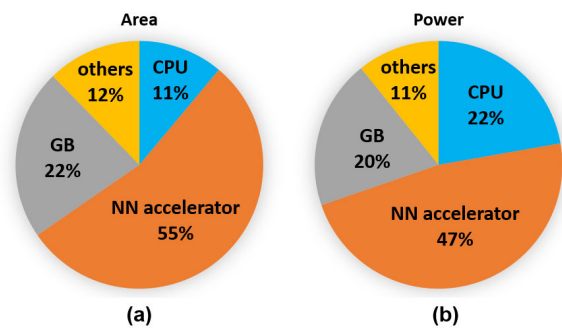 Area
others
12%
CPU
11%
GB
22%
NN accelerator
55%
(a)
Power
others
11%
CPU
22%
GB
20%
NN accelerator
47%
(b)